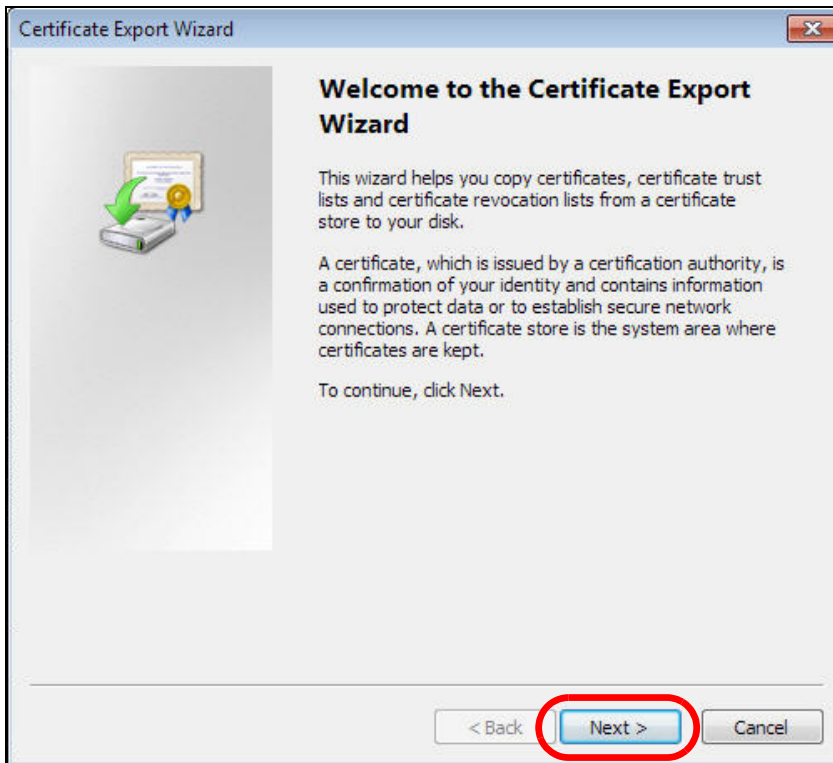 Certificate Export Wizard
Welcome to the Certificate Export
Wizard
This wizard helps you copy certificates, certificate trust
lists and certificate revocation lists from a certificate
store to your disk.
A certificate, which is issued by a certification authority, is
a confirmation of your identity and contains information
used to protect data or to establish secure network
connections. A certificate store is the system area where
certificates are kept.
To continue, click Next.
< Back
Next >
Cancel